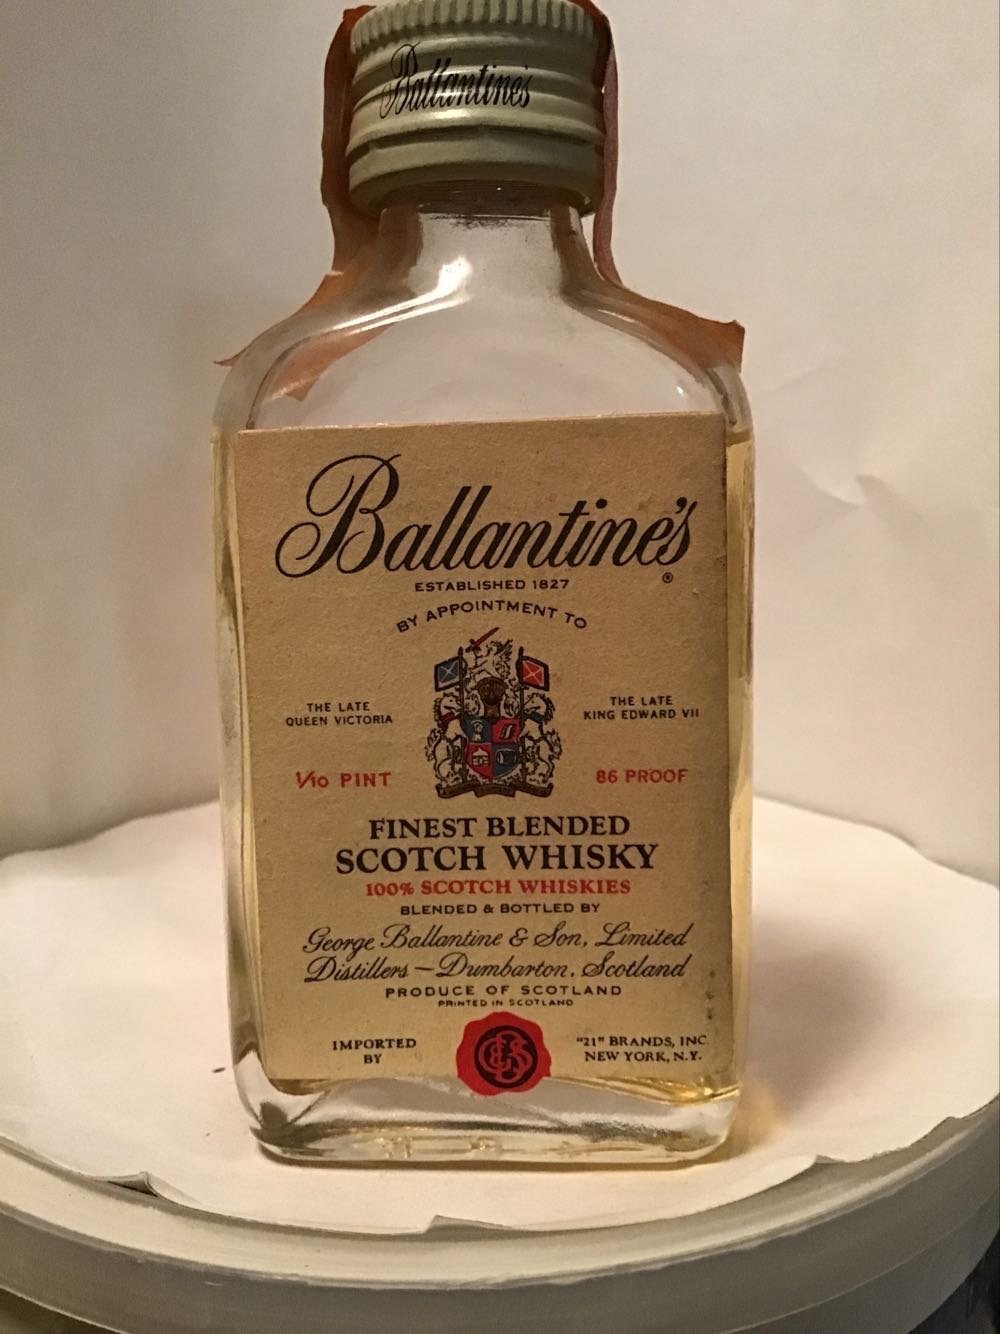 Ballantine's
Ballantine's
®
ESTABLISHED 1827
BY APPOINTMENT TO
THE LATE
QUEEN VICTORIA
THE LATE
KING EDWARD VII
1/10 PINT
86 PROOF
FINEST BLENDED
SCOTCH WHISKY
100% SCOTCH WHISKIES
BLENDED & BOTTLED BY
George Ballantine & Son, Limited
Distillers — Dumbarton, Scotland
PRODUCE OF SCOTLAND
PRINTED IN SCOTLAND
IMPORTED
BY
"21" BRANDS, INC.
NEW YORK, N.Y.